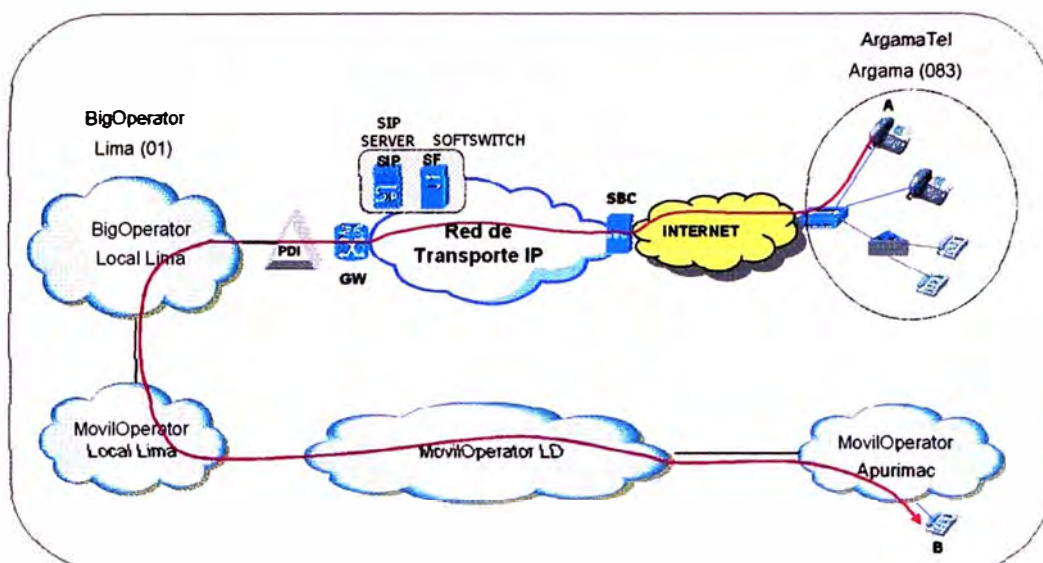 ArgamaTel
Argama (083)
A
BigOperator
Lima (01)
SIP
SERVER
SOFTSWITCH
SIP
SF
SBC
BigOperator
Local Lima
PDI
GW
Red de
Transporte IP
INTERNET
MovilOperator
Local Lima
MovilOperator LD
MovilOperator
Apurimac
B